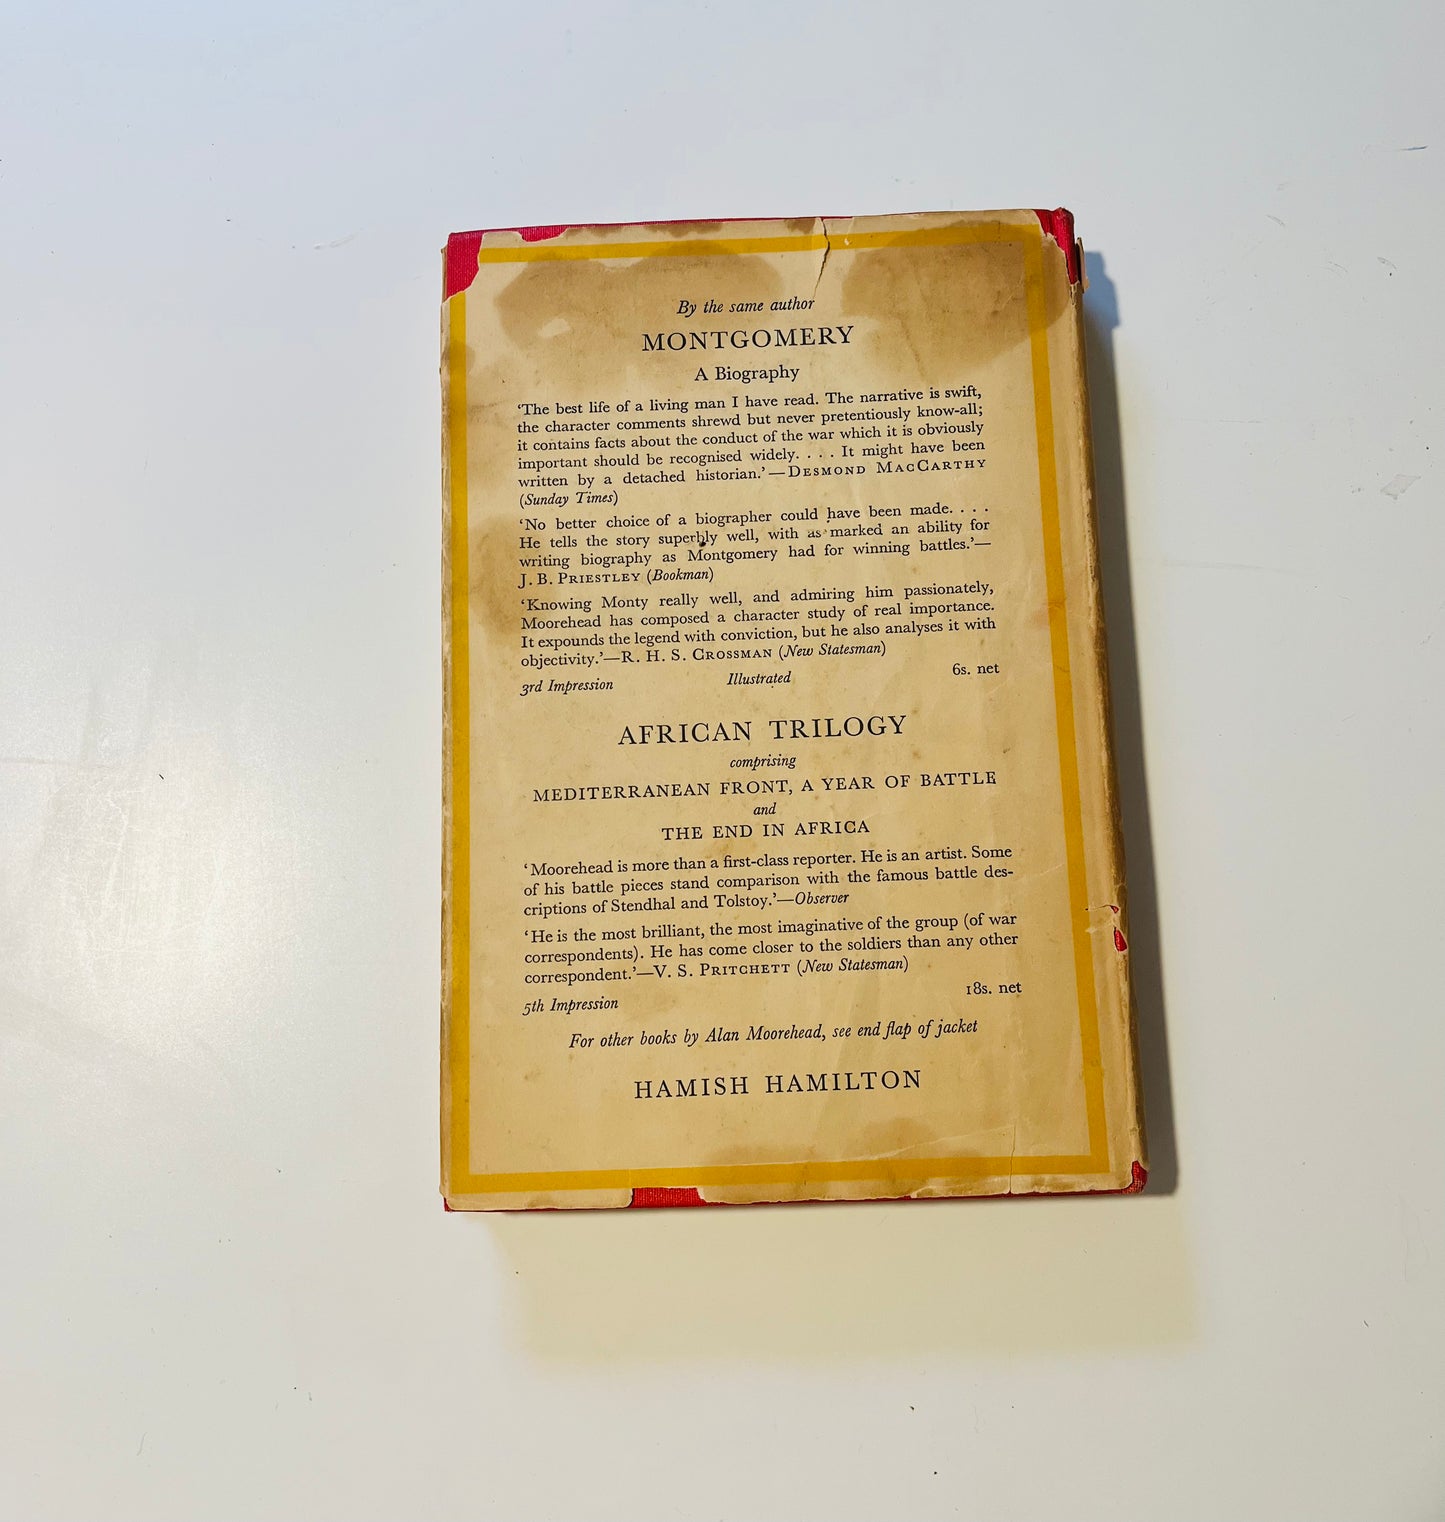 By the same author
MONTGOMERY
A Biography
‘The best life of a living man I have read. The narrative is swift,
the character comments shrewd but never pretentiously know-all;
it contains facts about the conduct of the war which it is obviously
important should be recognised widely. . . . It might have been
written by a detached historian.’—DESMOND MACCARTHY
(Sunday Times)
‘No better choice of a biographer could have been made. . . .
He tells the story superbly well, with as marked an ability for
writing biography as Montgomery had for winning battles.’—
J. B. PRIESTLEY (Bookman)
‘Knowing Monty really well, and admiring him passionately,
Moorehead has composed a character study of real importance.
It expounds the legend with conviction, but he also analyses it with
objectivity.’—R. H. S. CROSSMAN (New Statesman)
3rd Impression Illustrated 6s. net
AFRICAN TRILOGY
comprising
MEDITERRANEAN FRONT, A YEAR OF BATTLE
and
THE END IN AFRICA
‘Moorehead is more than a first-class reporter. He is an artist. Some
of his battle pieces stand comparison with the famous battle des-
criptions of Stendhal and Tolstoy.’—Observer
‘He is the most brilliant, the most imaginative of the group (of war
correspondents). He has come closer to the soldiers than any other
correspondent.’—V. S. PRITCHETT (New Statesman)
5th Impression 18s. net
For other books by Alan Moorehead, see end flap of jacket
HAMISH HAMILTON